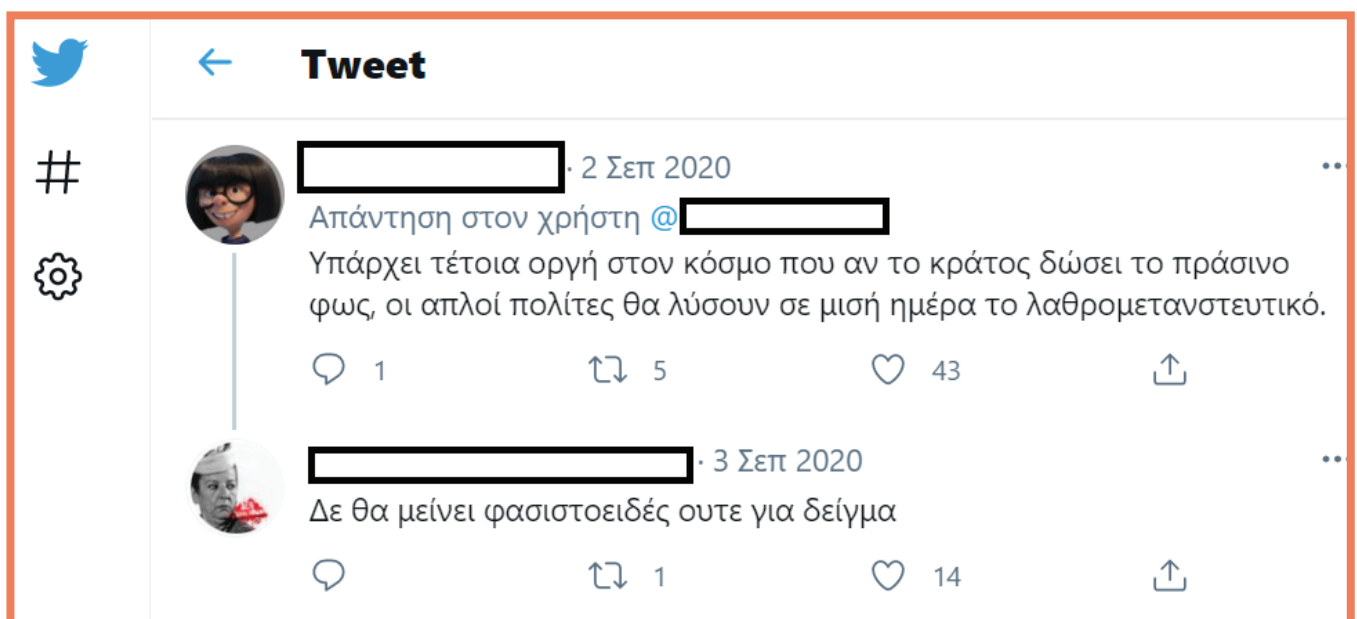 Tweet
· 2 Σεπ 2020
Απάντηση στον χρήστη @
Υπάρχει τέτοια οργή στον κόσμο που αν το κράτος δώσει το πράσινο
φως, οι απλοί πολίτες θα λύσουν σε μισή ημέρα το λαθρομετανστευτικό.
1 5 43
· 3 Σεπ 2020
Δε θα μείνει φασιστοειδές ουτε για δείγμα
1 14